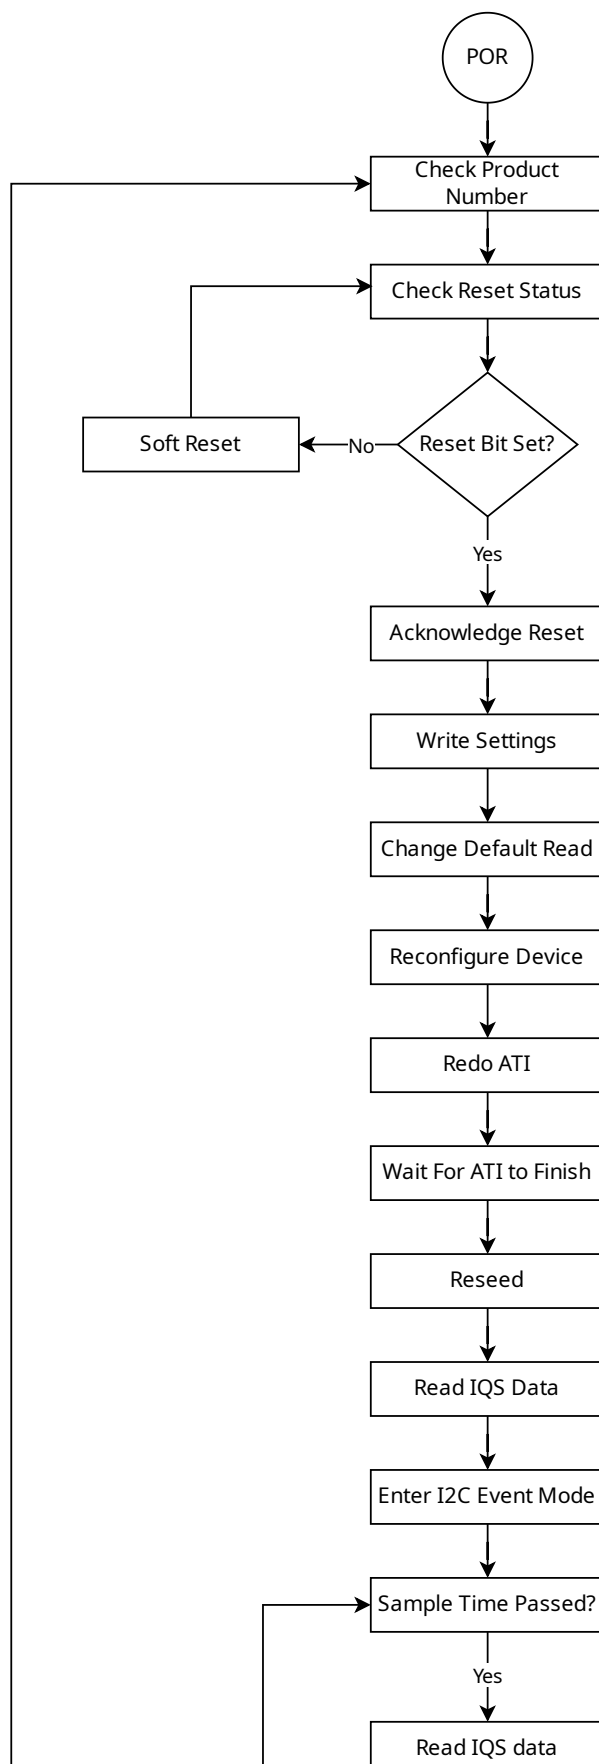 POR
Check Product
Number
Check Reset Status
Soft Reset
No
Reset Bit Set?
Yes
Acknowledge Reset
Write Settings
Change Default Read
Reconfigure Device
Redo ATI
Wait For ATI to Finish
Reseed
Read IQS Data
Enter I2C Event Mode
Sample Time Passed?
Yes
Read IQS data